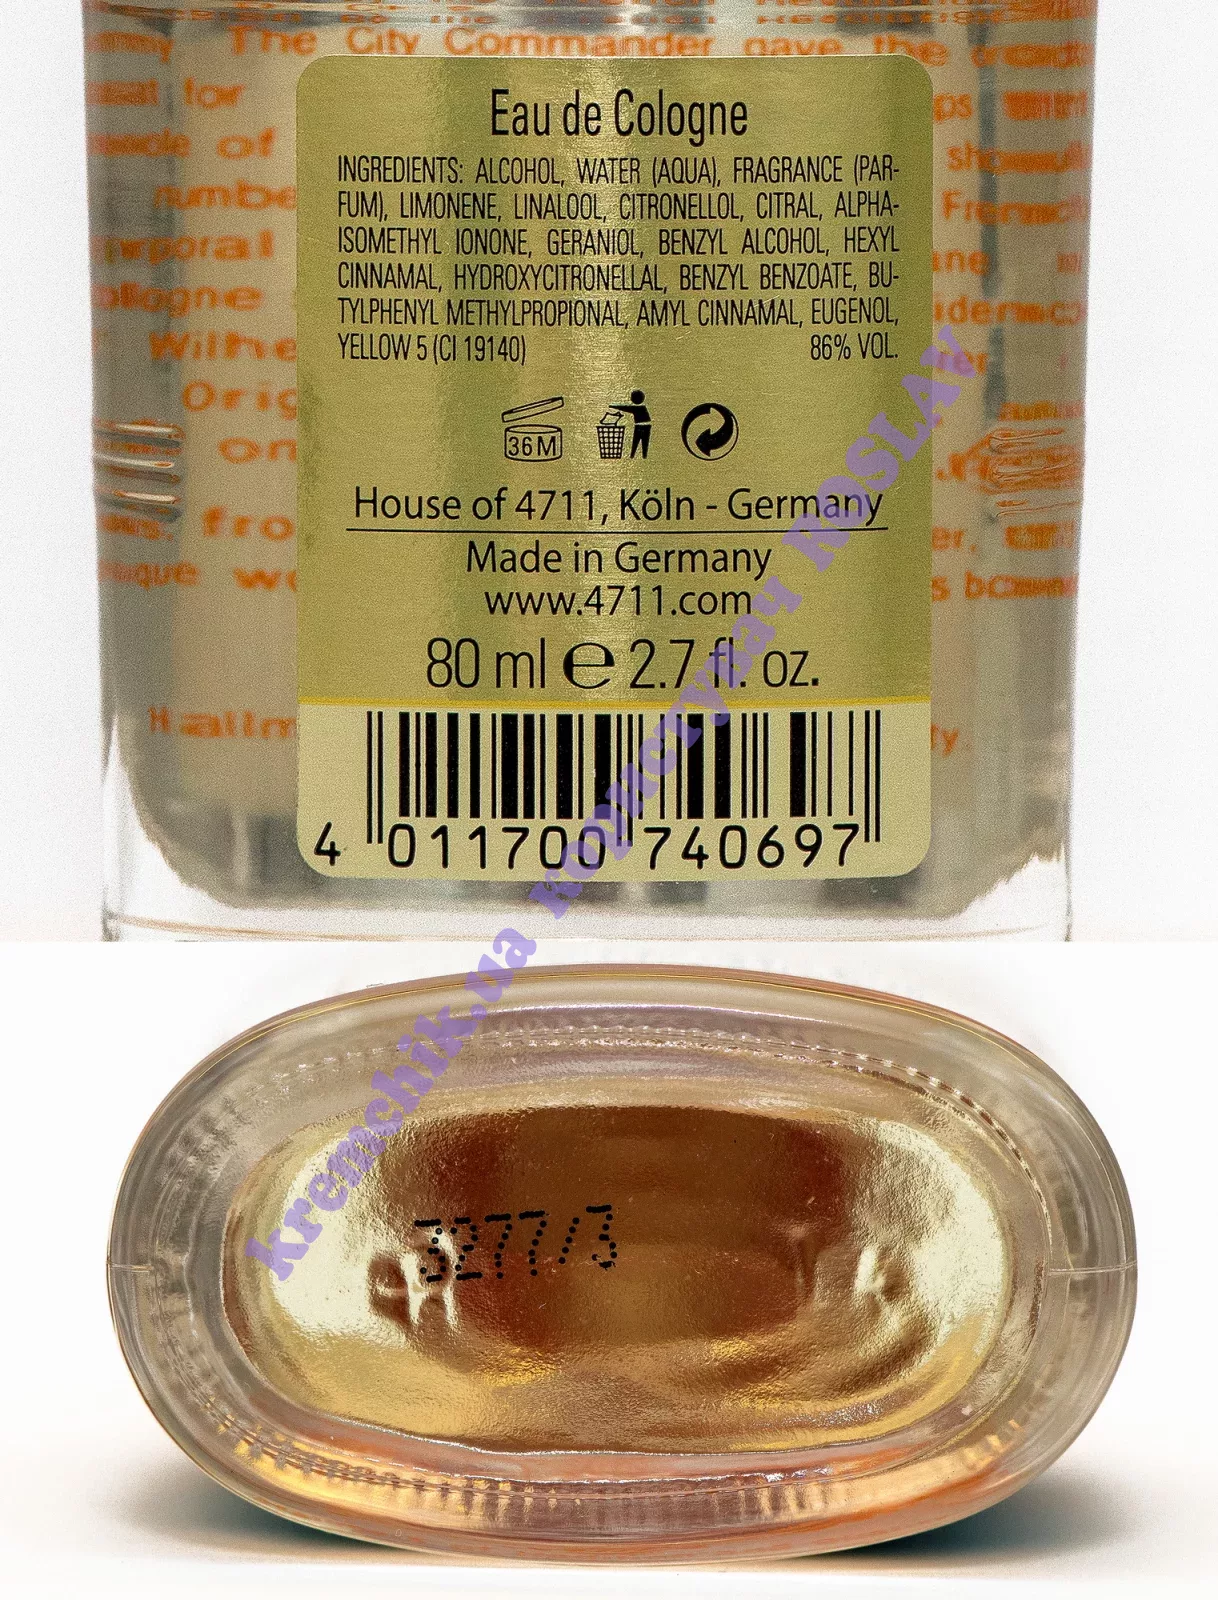 The City Commander gave the
for
of
Eau de Cologne
INGREDIENTS: ALCOHOL, WATER (AQUA), FRAGRANCE (PAR-
FUM), LIMONENE, LINALOOL, CITRONELLOL, CITRAL, ALPHA-
ISOMETHYL IONONE, GERANIOL, BENZYL ALCOHOL, HEXYL
CINNAMAL, HYDROXYCITRONELLAL, BENZYL BENZOATE, BU-
TYLPHENYL METHYLPROPIONAL, AMYL CINNAMAL, EUGENOL,
YELLOW 5 (CI 19140) 86% VOL.
36M
House of 4711, Köln - Germany
Made in Germany
www.4711.com
80 ml e 2.7 fl. oz.
4 011700 740697
kremchik.ua користувач ROSLAV
3277/3